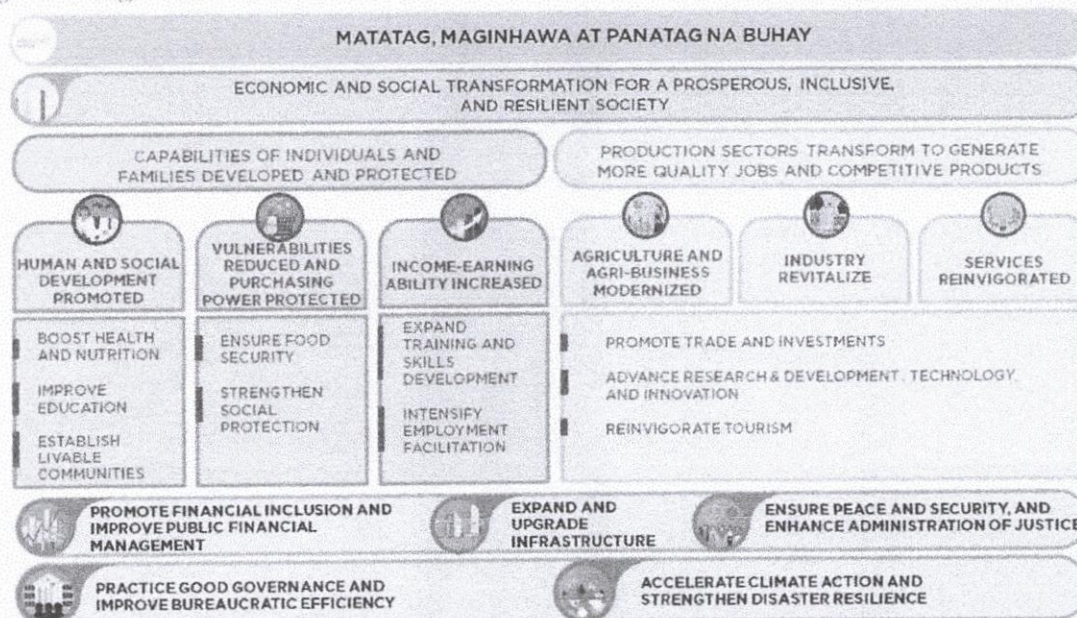 MATATAG, MAGINHAWA AT PANATAG NA BUHAY
ECONOMIC AND SOCIAL TRANSFORMATION FOR A PROSPEROUS, INCLUSIVE,
AND RESILIENT SOCIETY
CAPABILITIES OF INDIVIDUALS AND
FAMILIES DEVELOPED AND PROTECTED
PRODUCTION SECTORS TRANSFORM TO GENERATE
MORE QUALITY JOBS AND COMPETITIVE PRODUCTS
HUMAN AND SOCIAL
DEVELOPMENT
PROMOTED
VULNERABILITIES
REDUCED AND
PURCHASING
POWER PROTECTED
INCOME-EARNING
ABILITY INCREASED
AGRICULTURE AND
AGRI-BUSINESS
MODERNIZED
INDUSTRY
REVITALIZE
SERVICES
REINVIGORATED
BOOST HEALTH
AND NUTRITION
IMPROVE
EDUCATION
ESTABLISH
LIVABLE
COMMUNITIES
ENSURE FOOD
SECURITY
STRENGTHEN
SOCIAL
PROTECTION
EXPAND
TRAINING AND
SKILLS
DEVELOPMENT
INTENSIFY
EMPLOYMENT
FACILITATION
PROMOTE TRADE AND INVESTMENTS
ADVANCE RESEARCH & DEVELOPMENT, TECHNOLOGY,
AND INNOVATION
REINVIGORATE TOURISM
PROMOTE FINANCIAL INCLUSION AND
IMPROVE PUBLIC FINANCIAL
MANAGEMENT
EXPAND AND
UPGRADE
INFRASTRUCTURE
ENSURE PEACE AND SECURITY, AND
ENHANCE ADMINISTRATION OF JUSTICE
PRACTICE GOOD GOVERNANCE AND
IMPROVE BUREAUCRATIC EFFICIENCY
ACCELERATE CLIMATE ACTION AND
STRENGTHEN DISASTER RESILIENCE